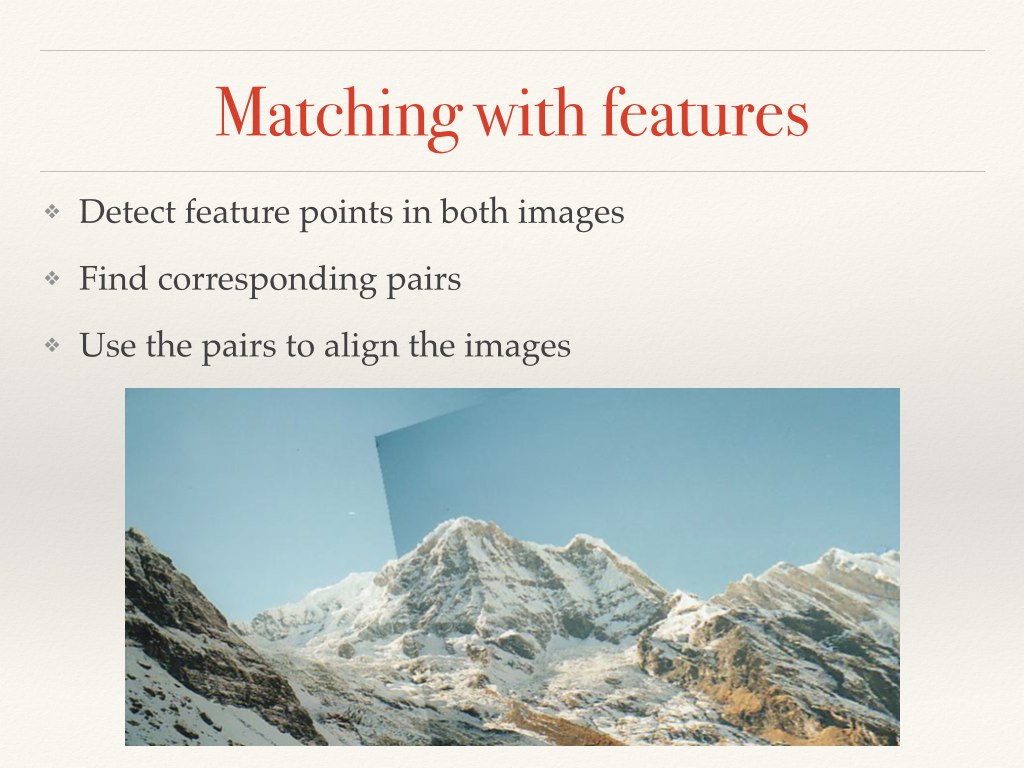 Matching with features
❖ Detect feature points in both images
❖ Find corresponding pairs
❖ Use the pairs to align the images